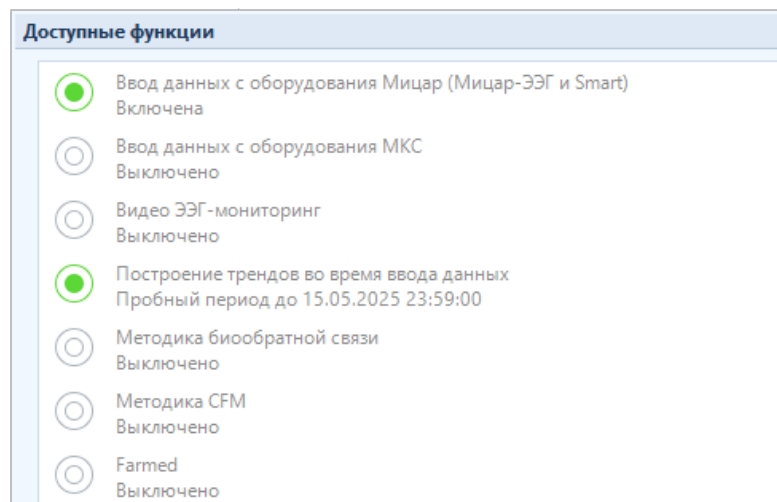 Доступные функции
Ввод данных с оборудования Мицар (Мицар-ЭЭГ и Smart)
Включена
Ввод данных с оборудования МКС
Выключено
Видео ЭЭГ-мониторинг
Выключено
Построение трендов во время ввода данных
Пробный период до 15.05.2025 23:59:00
Методика биообратной связи
Выключено
Методика CFM
Выключено
Farmed
Выключено